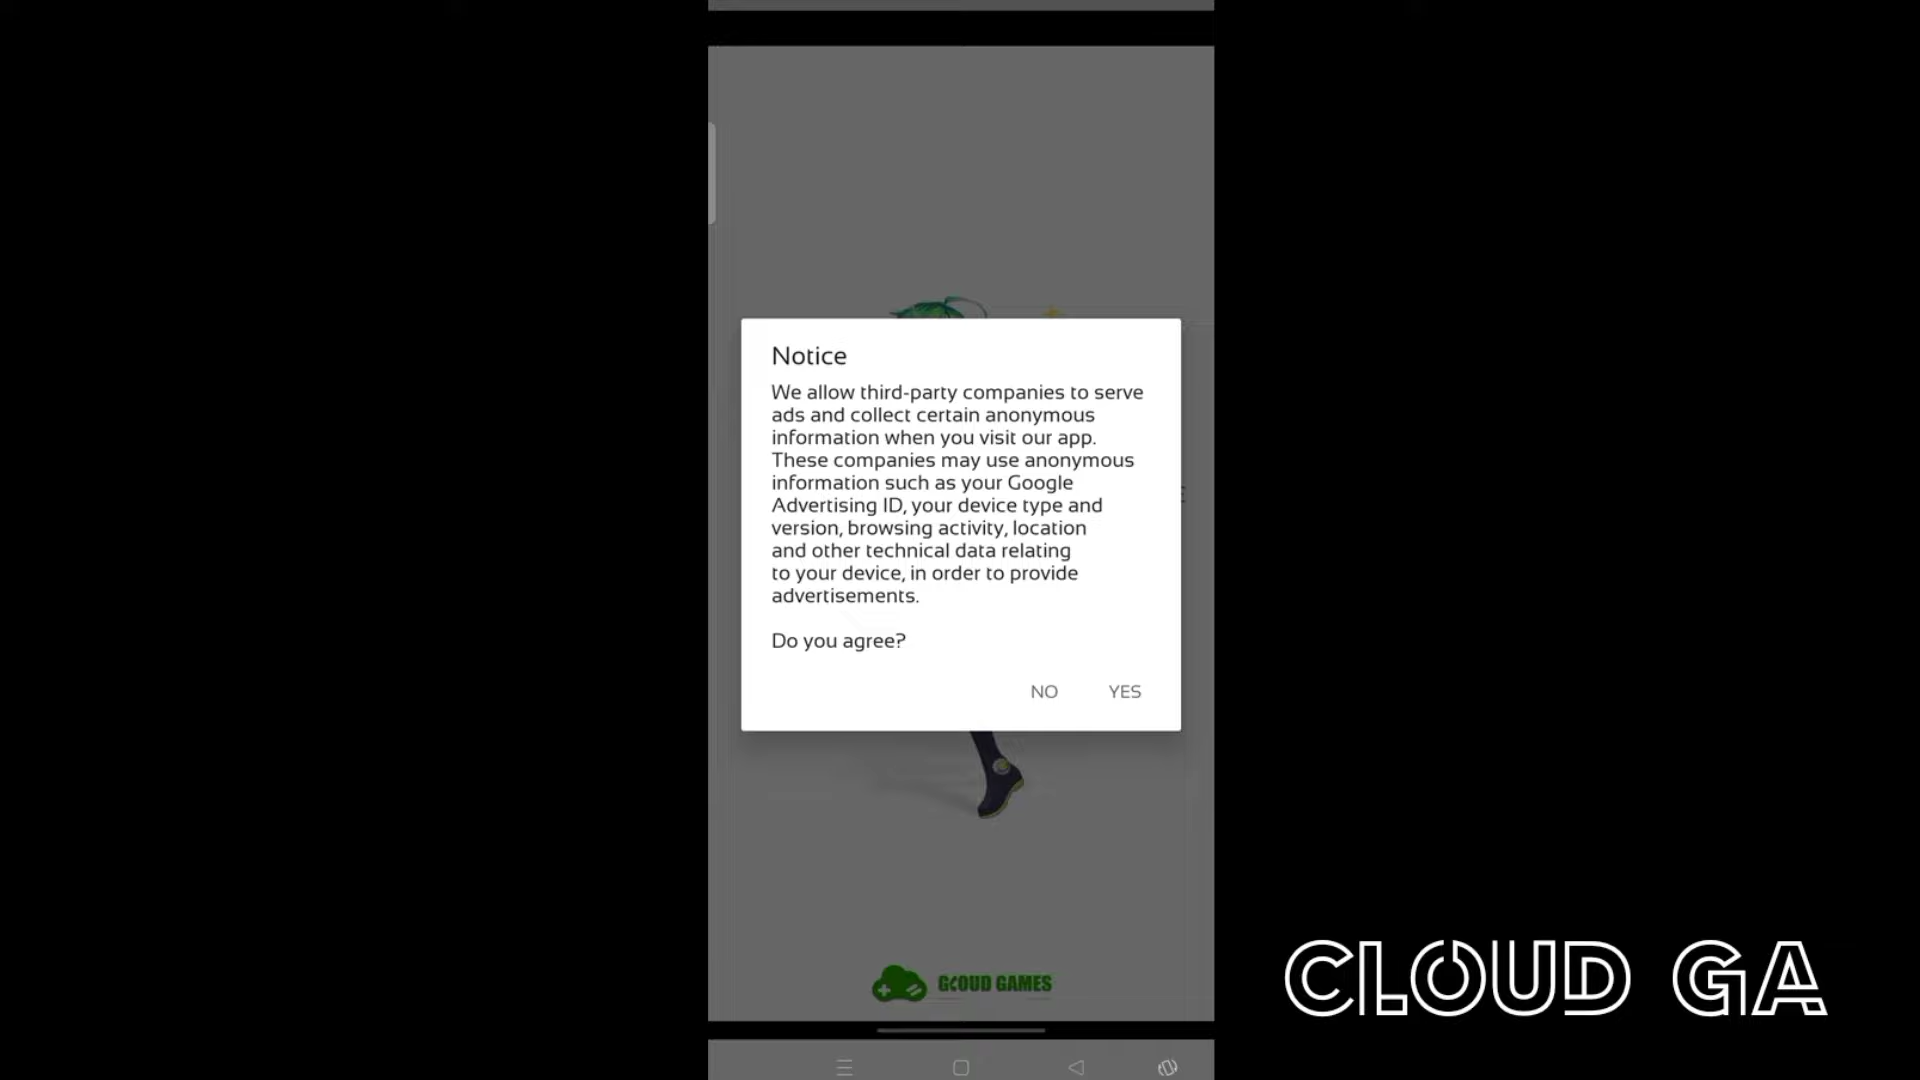 Notice
We allow third-party companies to serve
ads and collect certain anonymous
information when you visit our app.
These companies may use anonymous
information such as your Google
Advertising ID, your device type and
version, browsing activity, location
and other technical data relating
to your device, in order to provide
advertisements.
Do you agree?
NO YES
GCOUD GAMES
CLOUD GA